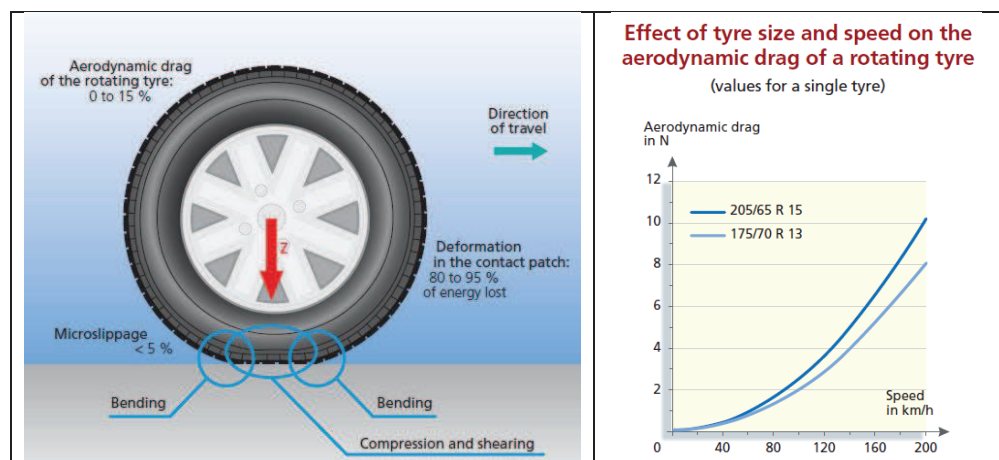 Aerodynamic drag
of the rotating tyre:
0 to 15 %
Direction
of travel
Z
Deformation
in the contact patch:
80 to 95 %
of energy lost
Microslippage
< 5 %
Bending
Bending
Compression and shearing
Effect of tyre size and speed on the
aerodynamic drag of a rotating tyre
(values for a single tyre)
Aerodynamic drag
in N
12
10
8
6
4
2
205/65 R 15
175/70 R 13
Speed
in km/h
0 40 80 120 160 200